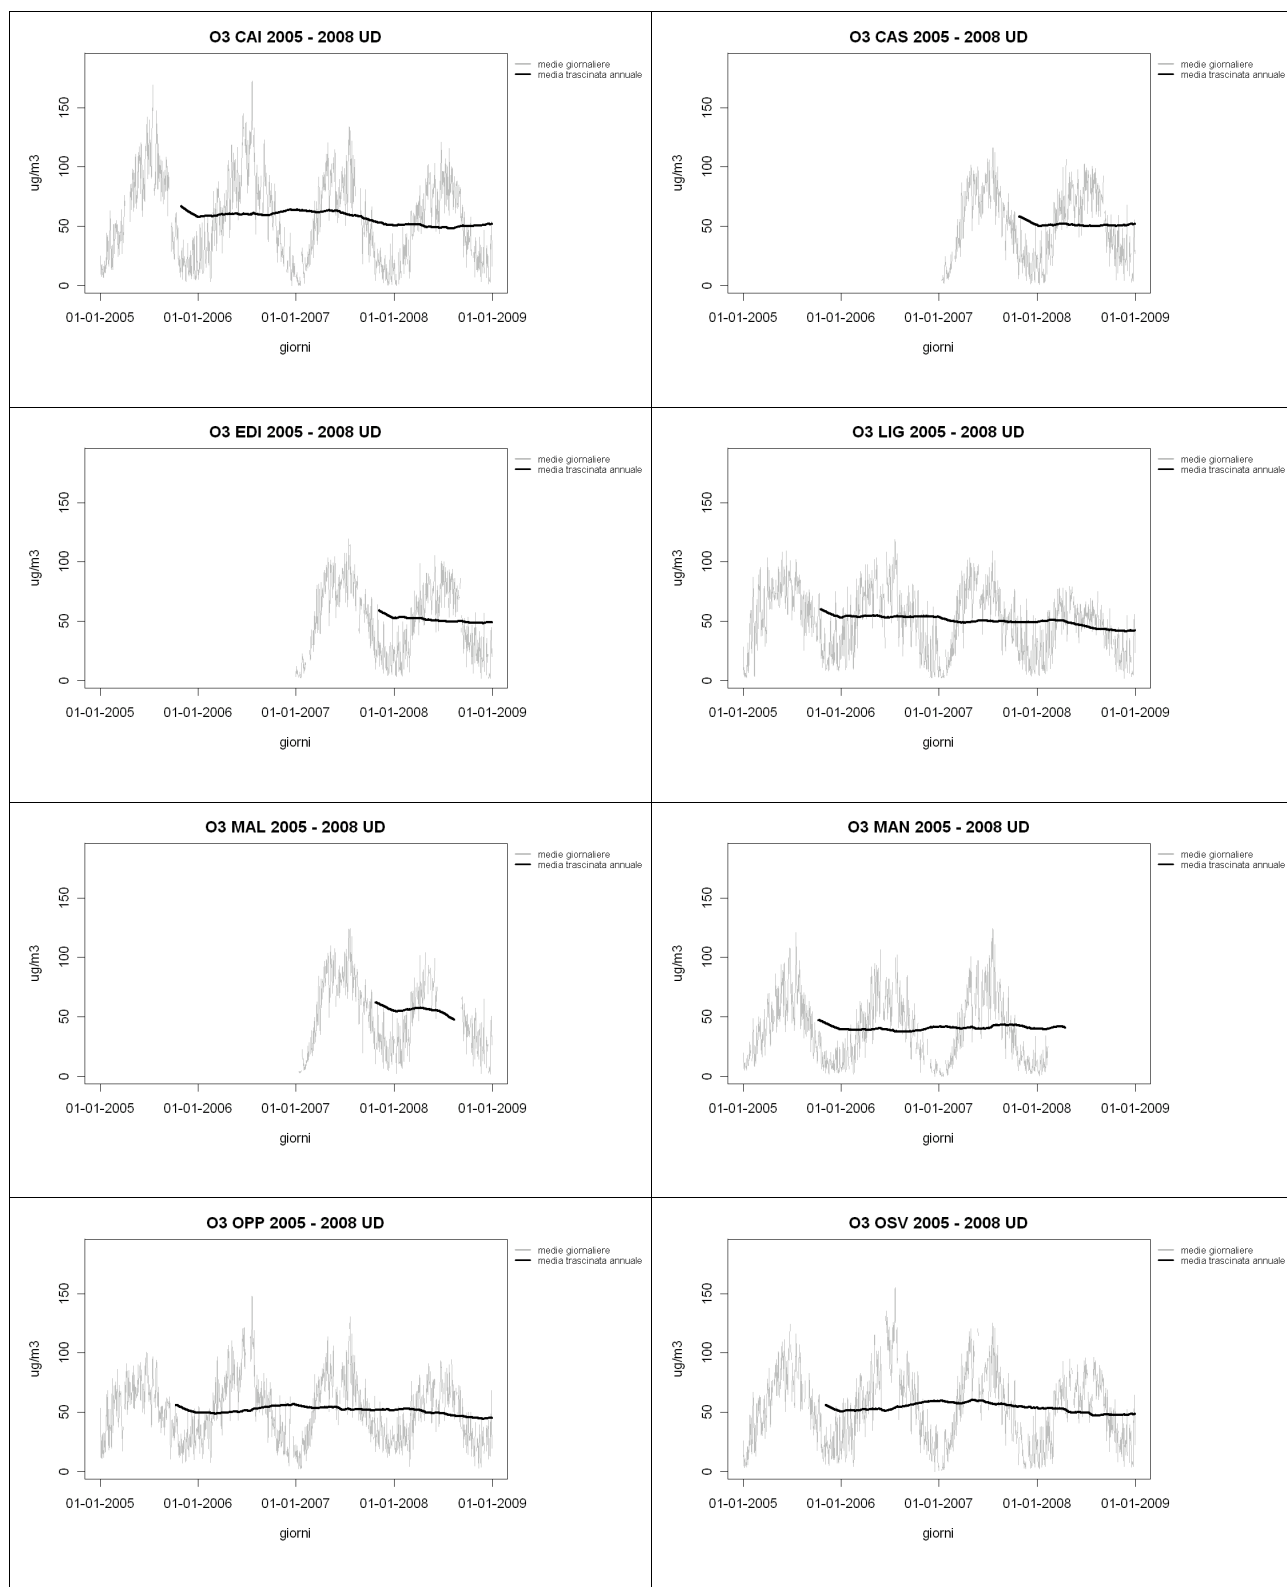 O3 CAI 2005 - 2008 UD
medie giornaliere
media trascinata annuale
ug/m3
150
100
50
0
01-01-2005 01-01-2006 01-01-2007 01-01-2008 01-01-2009
giorni
O3 CAS 2005 - 2008 UD
medie giornaliere
media trascinata annuale
ug/m3
150
100
50
0
01-01-2005 01-01-2006 01-01-2007 01-01-2008 01-01-2009
giorni
O3 EDI 2005 - 2008 UD
medie giornaliere
media trascinata annuale
ug/m3
150
100
50
0
01-01-2005 01-01-2006 01-01-2007 01-01-2008 01-01-2009
giorni
O3 LIG 2005 - 2008 UD
medie giornaliere
media trascinata annuale
ug/m3
150
100
50
0
01-01-2005 01-01-2006 01-01-2007 01-01-2008 01-01-2009
giorni
O3 MAL 2005 - 2008 UD
medie giornaliere
media trascinata annuale
ug/m3
150
100
50
0
01-01-2005 01-01-2006 01-01-2007 01-01-2008 01-01-2009
giorni
O3 MAN 2005 - 2008 UD
medie giornaliere
media trascinata annuale
ug/m3
150
100
50
0
01-01-2005 01-01-2006 01-01-2007 01-01-2008 01-01-2009
giorni
O3 OPP 2005 - 2008 UD
medie giornaliere
media trascinata annuale
ug/m3
150
100
50
0
01-01-2005 01-01-2006 01-01-2007 01-01-2008 01-01-2009
giorni
O3 OSV 2005 - 2008 UD
medie giornaliere
media trascinata annuale
ug/m3
150
100
50
0
01-01-2005 01-01-2006 01-01-2007 01-01-2008 01-01-2009
giorni